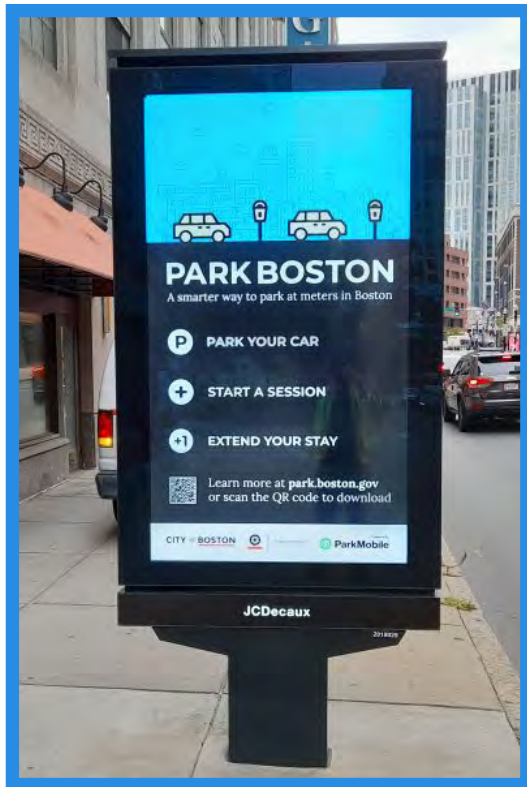 G
PARK BOSTON
A smarter way to park at meters in Boston
P PARK YOUR CAR
+ START A SESSION
+1 EXTEND YOUR STAY
Learn more at park.boston.gov
or scan the QR code to download
CITY of BOSTON
ParkMobile
JCDecaux